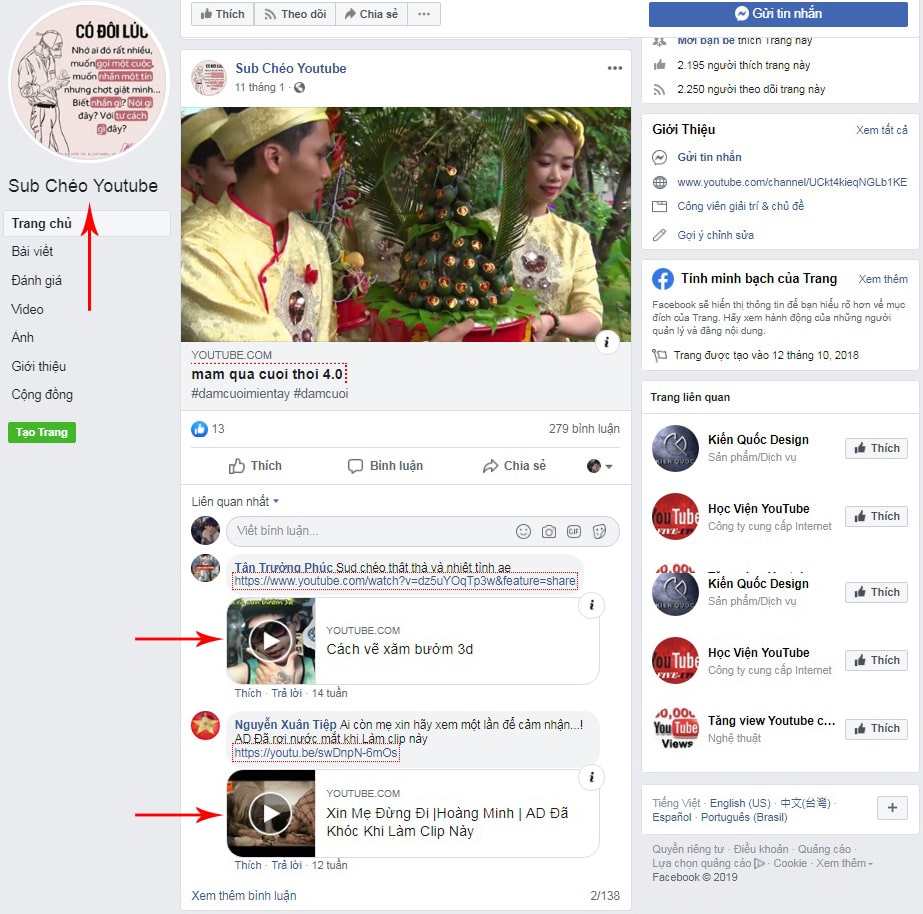 CÓ ĐÔI LÚC
Nhớ ai đó rất nhiều,
muốn gọi một cuộc,
muốn nhắn một tin
nhưng chợt giật mình...
Biết nhắn gì? Nói gì
đây? Với tư cách
gì đây?
Sub Chéo Youtube
Trang chủ
Bài viết
Đánh giá
Video
Ảnh
Giới thiệu
Cộng đồng
Tạo Trang
Thích
Theo dõi
Chia sẻ
Sub Chéo Youtube
11 tháng 1 ·
YOUTUBE.COM
mam qua cuoi thoi 4.0
#damcuoimientay #damcuoi
13
279 bình luận
Thích
Bình luận
Chia sẻ
Liên quan nhất
Viết bình luận...
GIF
Tân Trường Phúc Sud chéo thật thà và nhiệt tình ae
https://www.youtube.com/watch?v=dz5uYOqTp3w&feature=share
YOUTUBE.COM
Cách vẽ xăm bướm 3d
Thích · Trả lời · 14 tuần
Nguyễn Xuân Tiệp Ai còn mẹ xin hãy xem một lần để cảm nhận...!
AD Đã rơi nước mắt khi Làm clip này
https://youtu.be/swDnpN-6mOs
YOUTUBE.COM
Xin Mẹ Đừng Đi |Hoàng Minh | AD Đã
Khóc Khi Làm Clip Này
Thích · Trả lời · 12 tuần
Xem thêm bình luận
2/138
Gửi tin nhắn
Mời bạn bè thích Trang này
2.195 người thích trang này
2.250 người theo dõi trang này
Giới Thiệu
Xem tất cả
Gửi tin nhắn
www.youtube.com/channel/UCkt4kieqNGLb1KE
Công viên giải trí & chủ đề
Gợi ý chỉnh sửa
Tính minh bạch của Trang
Xem thêm
Facebook sẽ hiển thị thông tin để bạn hiểu rõ hơn về mục
đích của Trang. Hãy xem hành động của những người
quản lý và đăng nội dung.
Trang được tạo vào 12 tháng 10, 2018
Trang liên quan
Kiến Quốc Design
Sản phẩm/Dịch vụ
Thích
Học Viện YouTube
Công ty cung cấp Internet
Thích
Kiến Quốc Design
Sản phẩm/Dịch vụ
Thích
Học Viện YouTube
Công ty cung cấp Internet
Thích
Tăng view Youtube c...
Nghệ thuật
Thích
Tiếng Việt · English (US) · 中文(台灣) ·
Español · Português (Brasil)
Quyền riêng tư · Điều khoản · Quảng cáo ·
Lựa chọn quảng cáo · Cookie · Xem thêm
Facebook © 2019